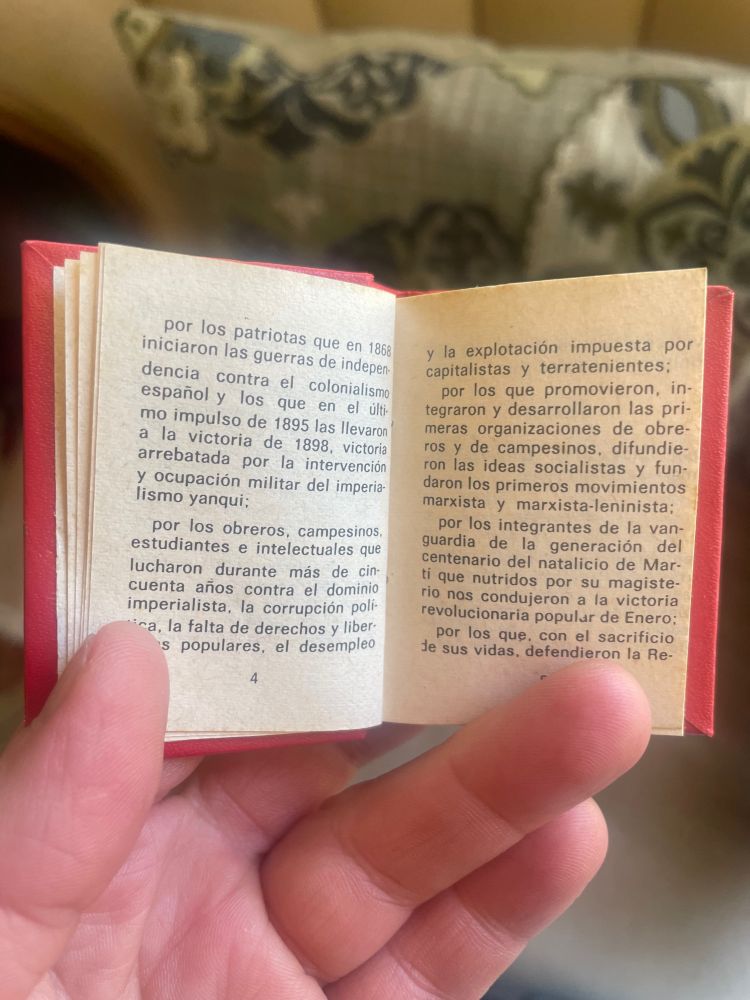 por los patriotas que en 1868
iniciaron las guerras de indepen-
dencia contra el colonialismo
español y los que en el últi-
mo impulso de 1895 las llevaron
a la victoria de 1898, victoria
arrebatada por la intervención
y ocupación militar del imperia-
lismo yanqui;
por los obreros, campesinos,
estudiantes e intelectuales que
lucharon durante más de cin-
cuenta años contra el dominio
imperialista, la corrupción polí-
la falta de derechos y liber-
populares, el desempleo
4
y la explotación impuesta por
capitalistas y terratenientes;
por los que promovieron, in-
tegraron y desarrollaron las pri-
meras organizaciones de obre-
ros y de campesinos, difundie-
ron las ideas socialistas y fun-
daron los primeros movimientos
marxista y marxista-leninista;
por los integrantes de la van-
guardia de la generación del
centenario del natalicio de Mar-
tí que nutridos por su magiste-
rio nos condujeron a la victoria
revolucionaria popular de Enero;
por los que, con el sacrificio
de sus vidas, defendieron la Re-